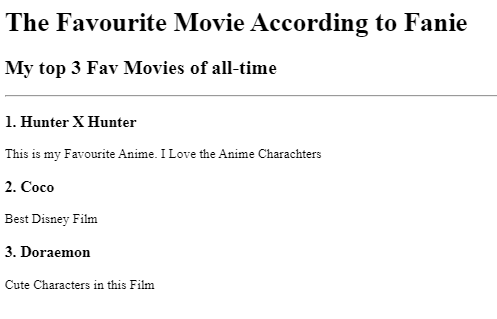 The Favourite Movie According to Fanie
My top 3 Fav Movies of all-time
1. Hunter X Hunter
This is my Favourite Anime. I Love the Anime Charachters
2. Coco
Best Disney Film
3. Doraemon
Cute Characters in this Film